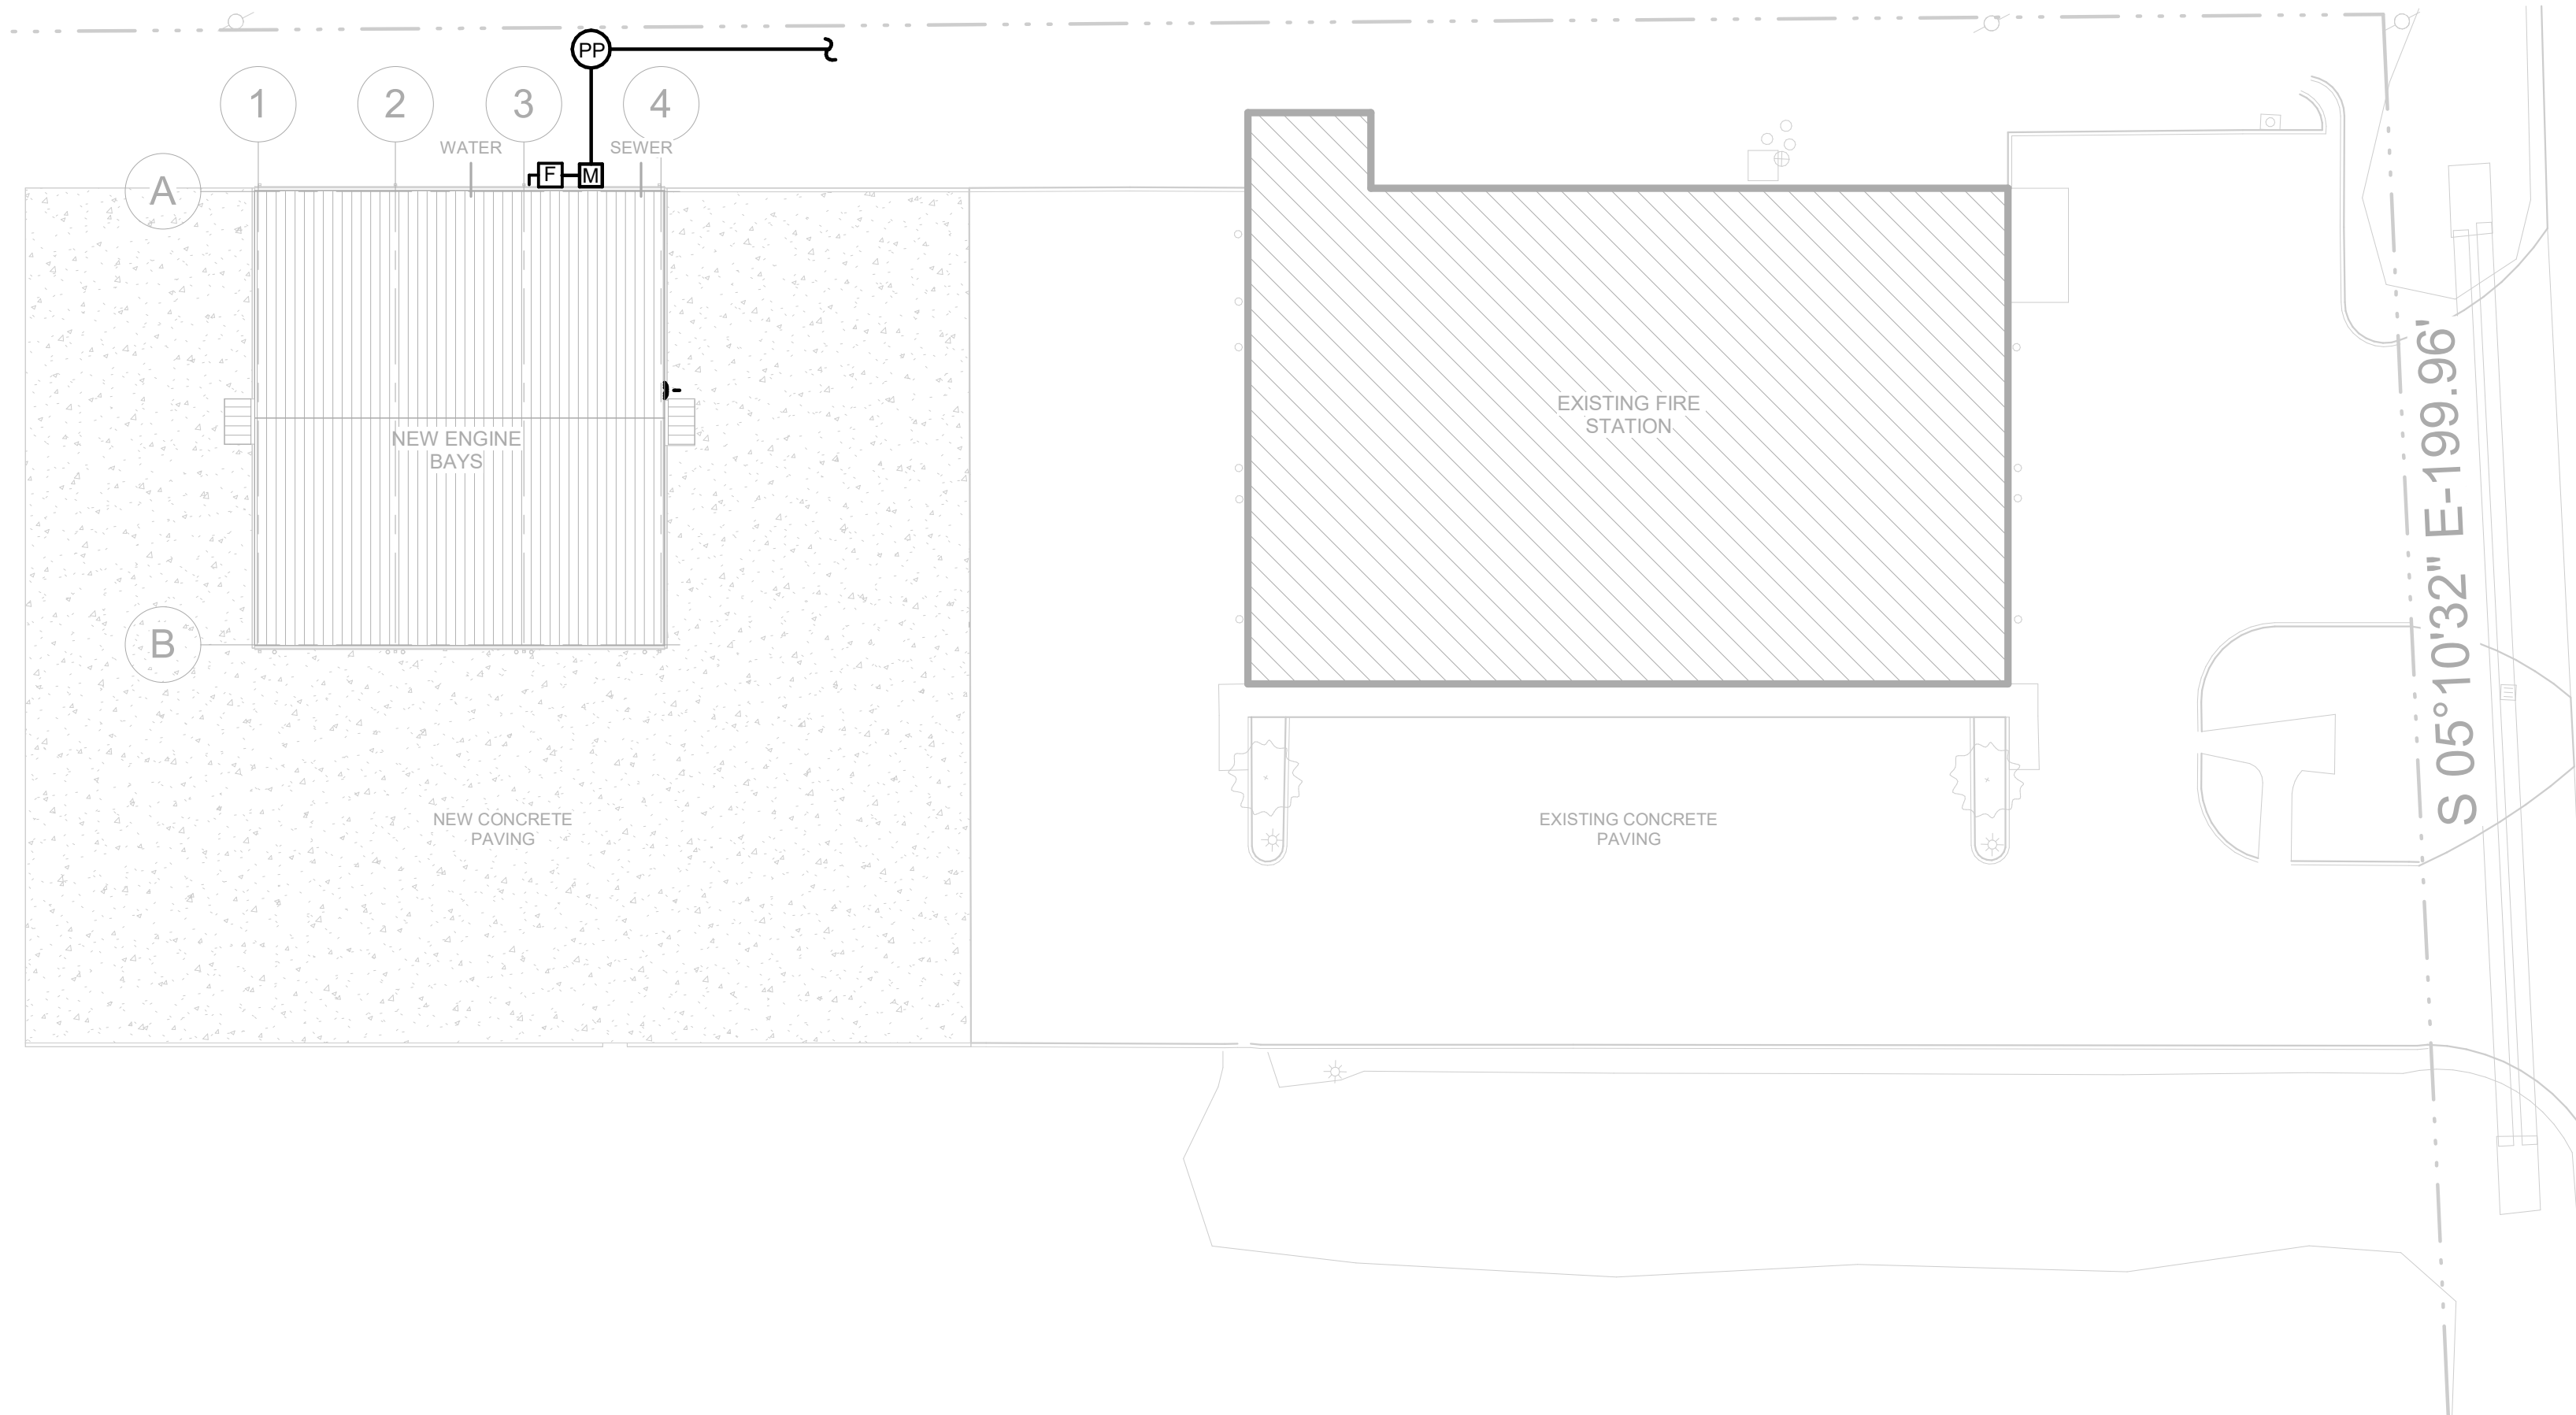 PP
1
2
3
4
WATER
SEWER
F
M
A
NEW ENGINE
BAYS
EXISTING FIRE
STATION
B
S 05°10'32" E-199.96'
NEW CONCRETE
PAVING
EXISTING CONCRETE
PAVING